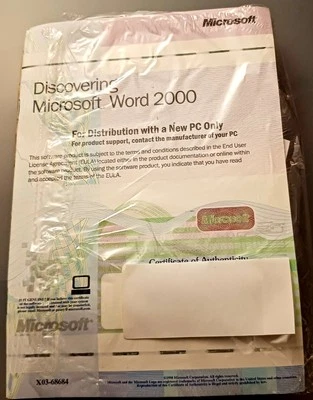 Microsoft
Discovering
Microsoft Word 2000
For Distribution with a New PC Only
For product support, contact the manufacturer of your PC
This software product is subject to the terms and conditions described in the End User
License Agreement (EULA) located either in the product documentation or online within
the software product. By using the software product, you indicate that you have read
and accepted the terms of the EULA.
Microsoft
Certificate of Authenticity
Microsoft
X03-68684